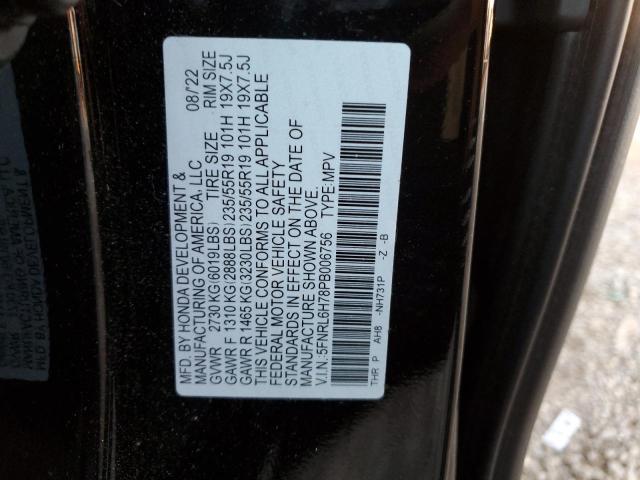 MFD. BY HONDA DEVELOPMENT & 08/'22
MANUFACTURING OF AMERICA, LLC
GVWR 2730 KG(6019LBS) TIRE SIZE RIM SIZE
GAWR F 1310 KG(2888LBS)235/55R19 101H 19X7.5J
GAWR R 1465 KG(3230LBS)235/55R19 101H 19X7.5J
THIS VEHICLE CONFORMS TO ALL APPLICABLE
FEDERAL MOTOR VEHICLE SAFETY
STANDARDS IN EFFECT ON THE DATE OF
MANUFACTURE SHOWN ABOVE.
V.I.N: 5FNRL6H78PB006756 TYPE: MPV
THR P AH8 -NH731P -Z -B